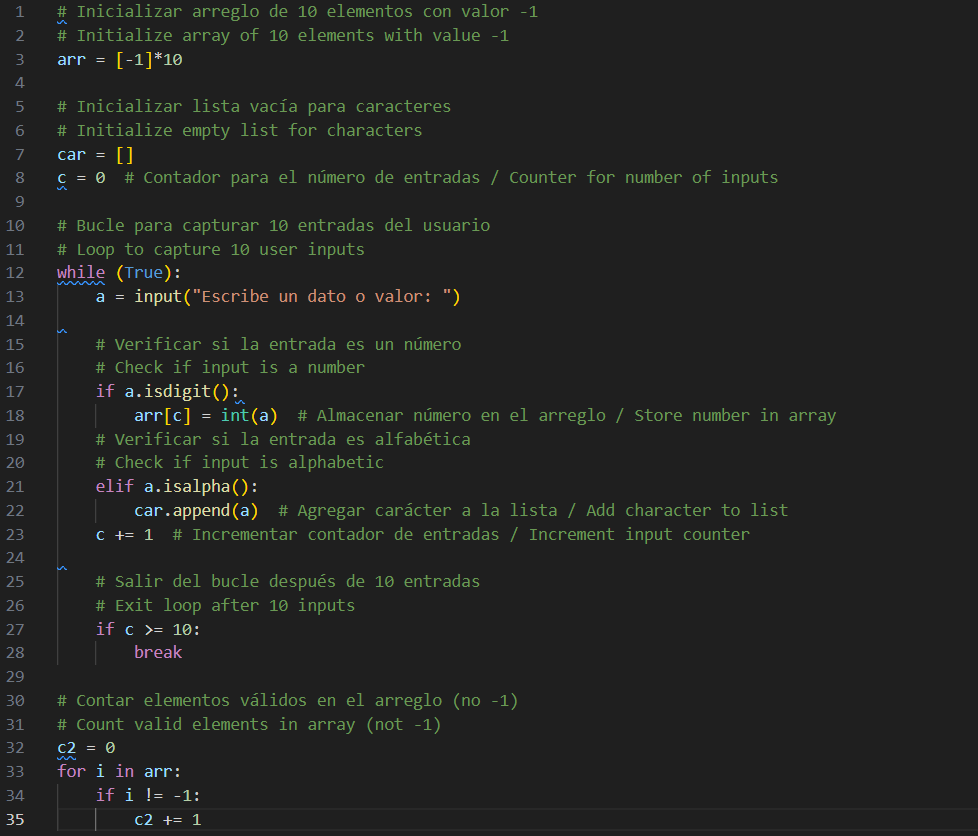 1 # Inicializar arreglo de 10 elementos con valor -1
2 # Initialize array of 10 elements with value -1
3 arr = [-1]*10
4
5 # Inicializar lista vacía para caracteres
6 # Initialize empty list for characters
7 car = []
8 c = 0  # Contador para el número de entradas / Counter for number of inputs
9
10 # Bucle para capturar 10 entradas del usuario
11 # Loop to capture 10 user inputs
12 while (True):
13     a = input("Escribe un dato o valor: ")
14
15     # Verificar si la entrada es un número
16     # Check if input is a number
17     if a.isdigit():
18         arr[c] = int(a)  # Almacenar número en el arreglo / Store number in array
19     # Verificar si la entrada es alfabética
20     # Check if input is alphabetic
21     elif a.isalpha():
22         car.append(a)  # Agregar carácter a la lista / Add character to list
23     c += 1  # Incrementar contador de entradas / Increment input counter
24
25     # Salir del bucle después de 10 entradas
26     # Exit loop after 10 inputs
27     if c >= 10:
28         break
29
30 # Contar elementos válidos en el arreglo (no -1)
31 # Count valid elements in array (not -1)
32 c2 = 0
33 for i in arr:
34     if i != -1:
35         c2 += 1